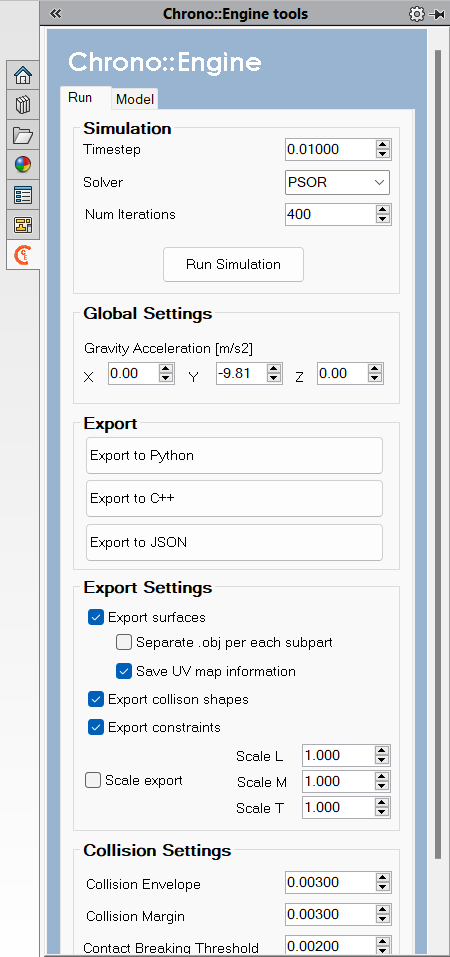 Chrono::Engine tools
Chrono::Engine
Run Model
Simulation
Timestep 0.01000
Solver PSOR
Num Iterations 400
Run Simulation
Global Settings
Gravity Acceleration [m/s2]
X 0.00 Y -9.81 Z 0.00
Export
Export to Python
Export to C++
Export to JSON
Export Settings
Export surfaces
Separate .obj per each subpart
Save UV map information
Export collison shapes
Export constraints
Scale L 1.000
Scale export Scale M 1.000
Scale T 1.000
Collision Settings
Collision Envelope 0.00300
Collision Margin 0.00300
Contact Breaking Threshold 0.00200